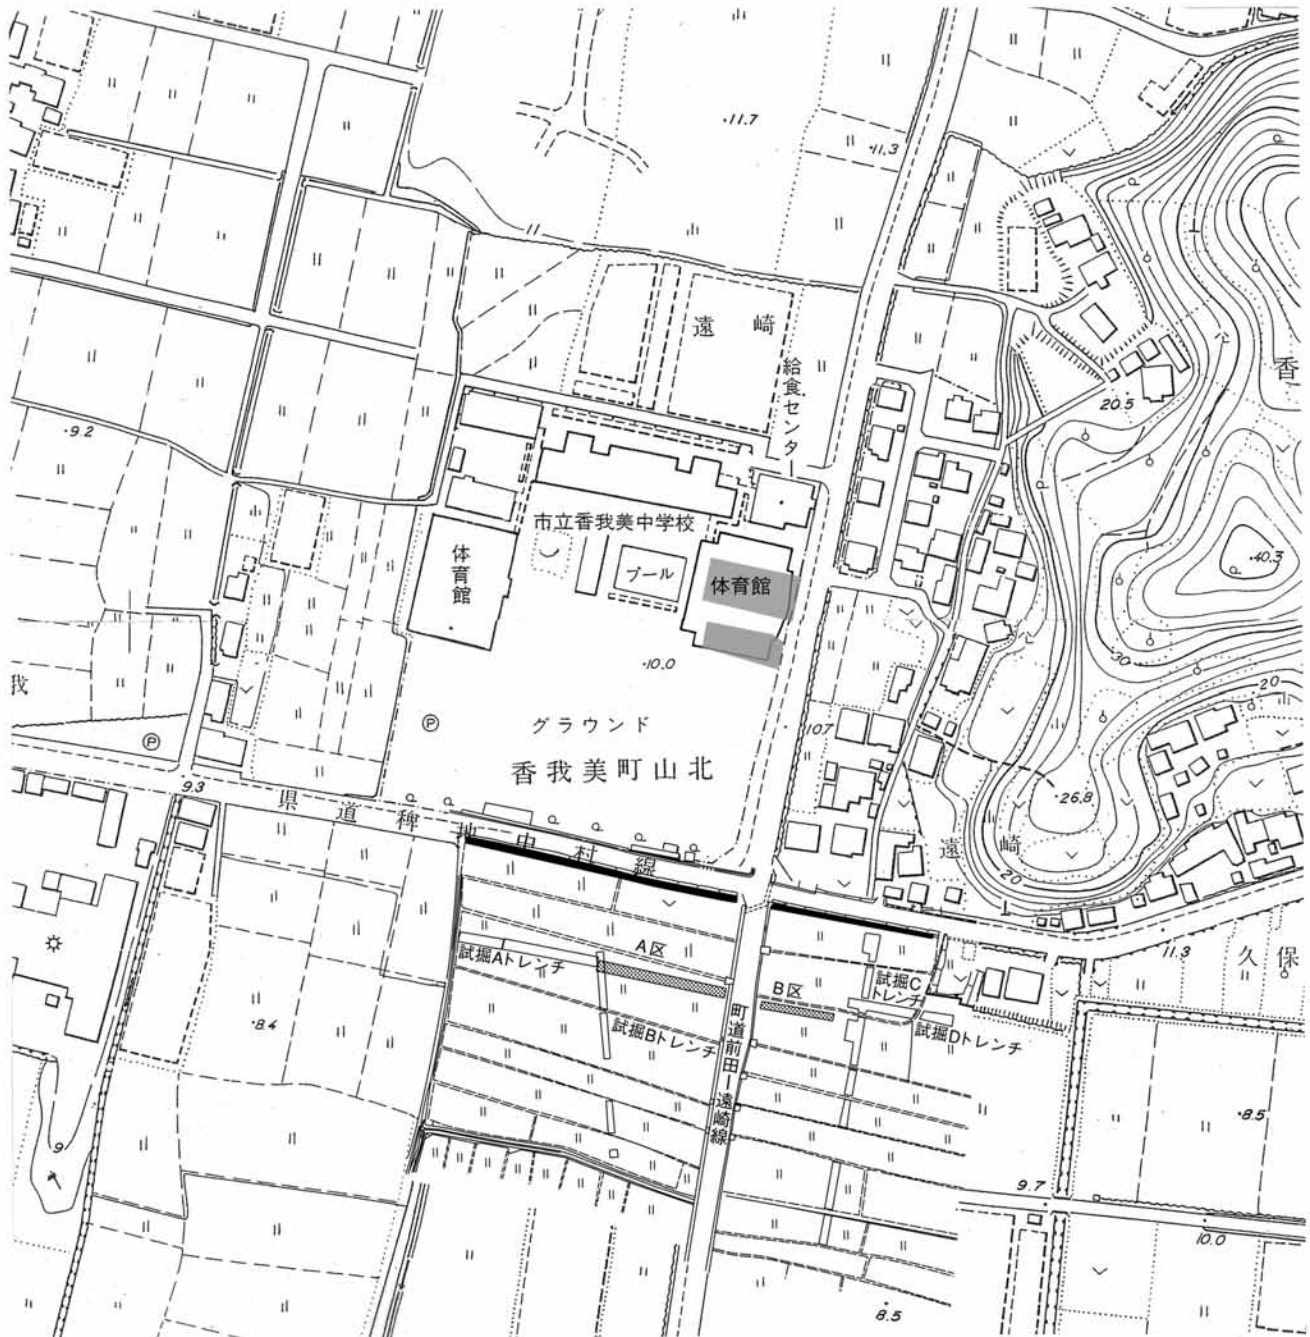 ・11.7
・11.3
遠崎
給食センター
香
20.5
・9.2
市立香我美中学校
体育館
プール
体育館
・40.3
・10.0
30
20
我
グラウンド
P
107
P
香我美町山北
9.3
県道稗地中村線
・26.8
遠崎
20
A区
試掘Aトレンチ
B区
試掘Cトレンチ
11.3
久保
・8.4
試掘Bトレンチ
町道前田ー遠崎線
試掘Dトレンチ
・8.5
9
9.7
10.0
8.5